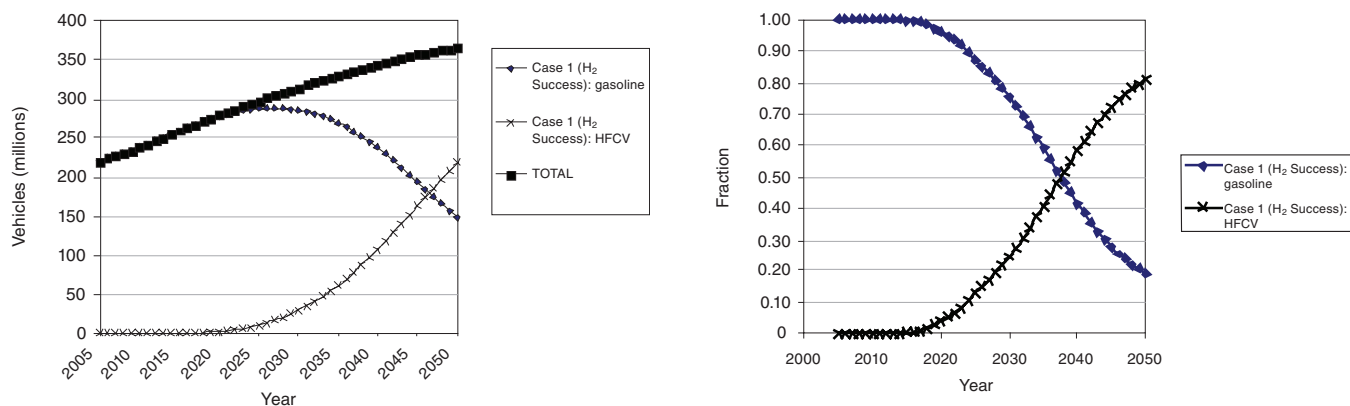 400
350
300
250
200
150
100
50
0
Vehicles (millions)
2005
2010
2015
2020
2025
2030
2035
2040
2045
2050
Year
Case 1 (H₂
Success): gasoline
Case 1 (H₂
Success): HFCV
TOTAL
1.00
0.90
0.80
0.70
0.60
0.50
0.40
0.30
0.20
0.10
0
Fraction
2000
2010
2020
2030
2040
2050
Year
Case 1 (H₂ Success):
gasoline
Case 1 (H₂ Success):
HFCV